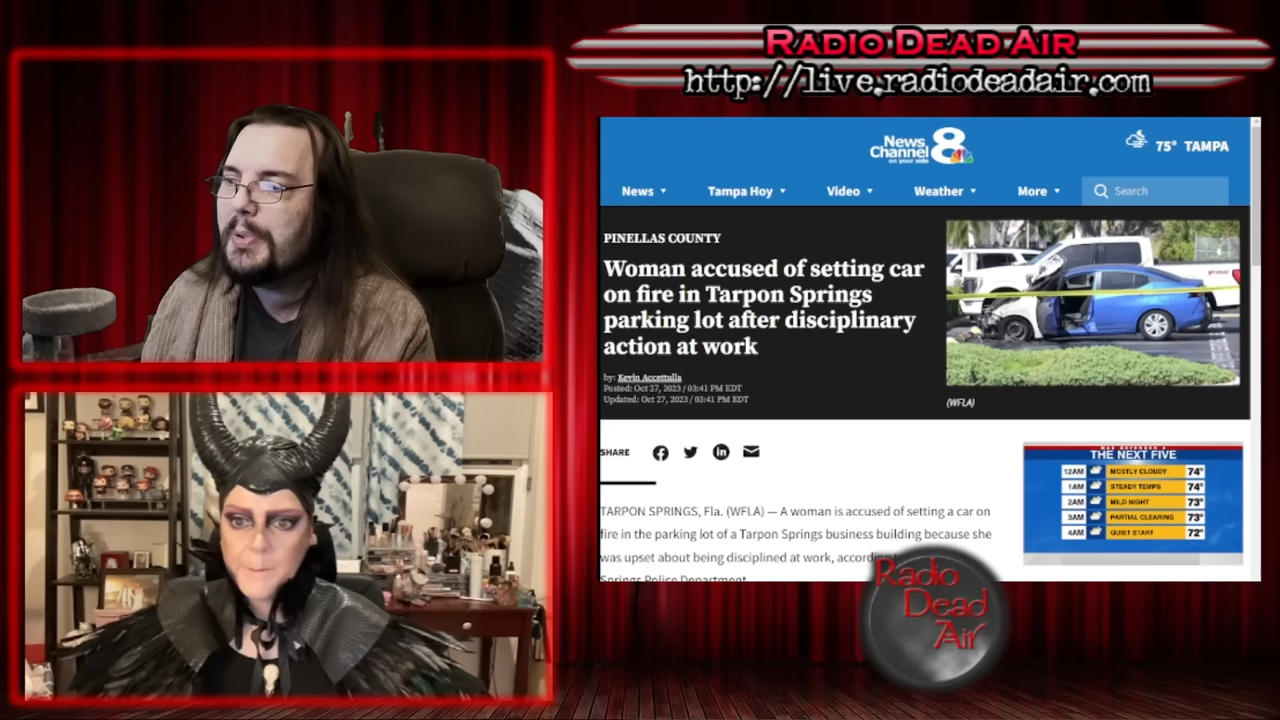 RADIO DEAD AIR
http://live.radiodeadair.com
News
Channel 8
on your side
75° TAMPA
News
Tampa Hoy
Video
Weather
More
Search
PINELLAS COUNTY
Woman accused of setting car
on fire in Tarpon Springs
parking lot after disciplinary
action at work
by: Kevin Accettulla
Posted: Oct 27, 2023 / 03:41 PM EDT
Updated: Oct 27, 2023 / 03:41 PM EDT
(WFLA)
SHARE
THE NEXT FIVE
12AM MOSTLY CLOUDY 74°
1AM STEADY TEMPS 74°
2AM MILD NIGHT 73°
3AM PARTIAL CLEARING 73°
4AM QUIET START 72°
TARPON SPRINGS, Fla. (WFLA) — A woman is accused of setting a car on
fire in the parking lot of a Tarpon Springs business building because she
was upset about being disciplined at work,
Springs Police Department
Radio
Dead
Air